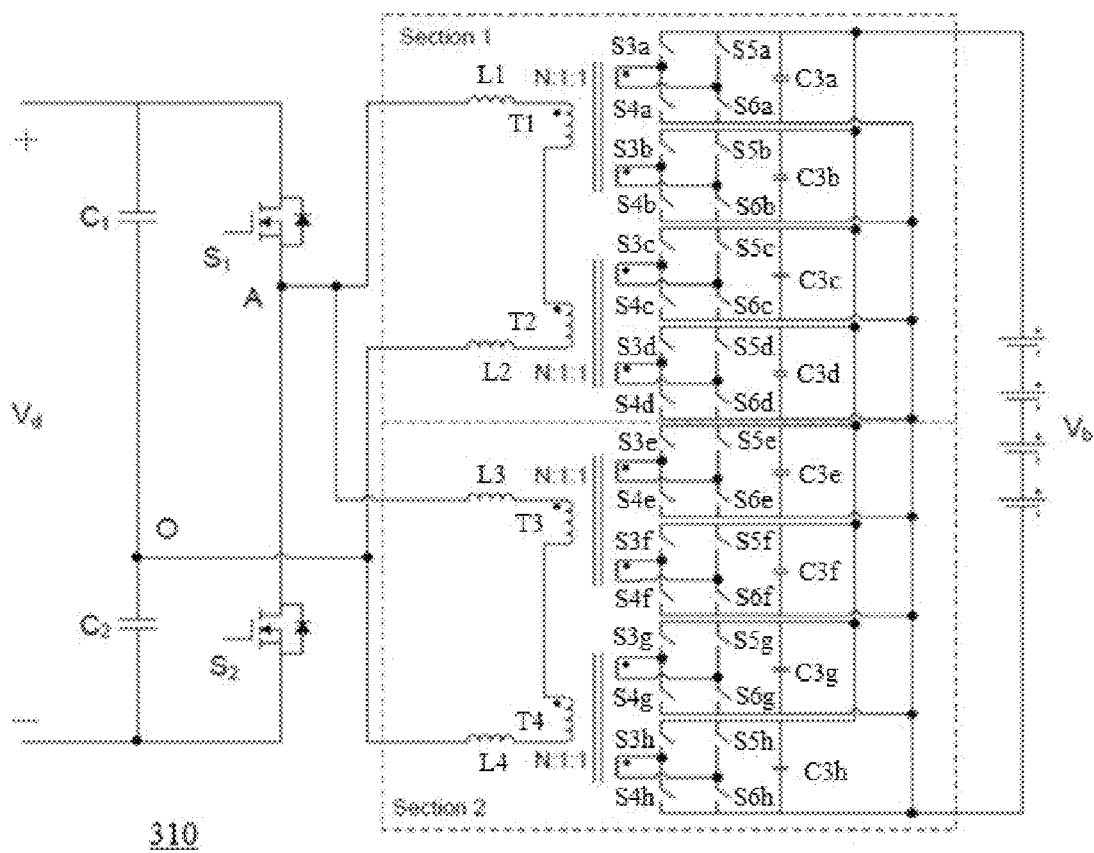 Section 1
S3a
S5a
L1
N:1:1
C3a
T1
S4a
S6a
+
S3b
S5b
C3b
S4b
S6b
C₁
S₁
S3c
S5c
A
C3c
T2
S4c
S6c
L2
N:1:1
S3d
S5d
C3d
S4d
S6d
V_d
V_b
S3e
S5e
L3
N:1:1
C3e
T3
S4e
S6e
O
S3f
S5f
C3f
S4f
S6f
C₂
S₂
S3g
S5g
C3g
T4
S4g
S6g
L4
N:1:1
S3h
S5h
C3h
S4h
S6h
−
Section 2
310